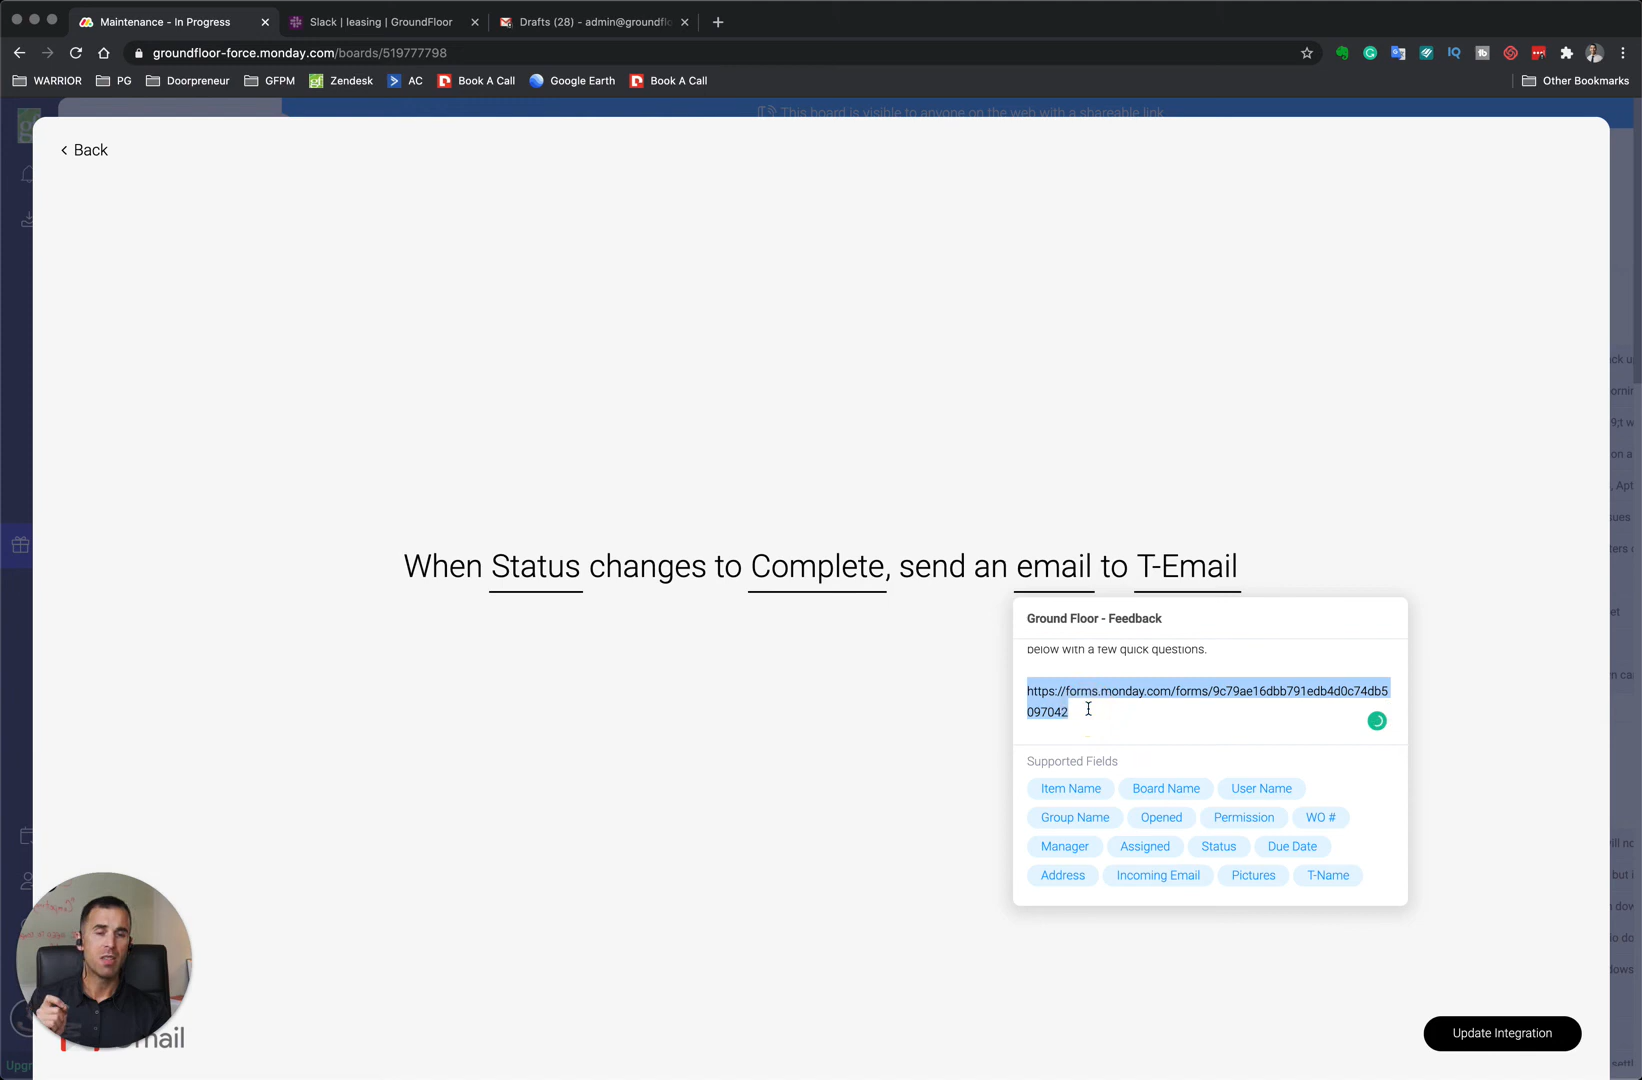 Maintenance - In Progress
Slack | leasing | GroundFloor
Drafts (28) - admin@groundflo
groundfloor-force.monday.com/boards/519777798
WARRIOR
PG
Doorpreneur
GFPM
Zendesk
AC
Book A Call
Google Earth
Book A Call
Other Bookmarks
This board is visible to anyone on the web with a shareable link
Back
When Status changes to Complete, send an email to T-Email
Ground Floor - Feedback
below with a few quick questions.
https://forms.monday.com/forms/9c79ae16dbb791edb4d0c74db5
097042
Supported Fields
Item Name
Board Name
User Name
Group Name
Opened
Permission
WO #
Manager
Assigned
Status
Due Date
Address
Incoming Email
Pictures
T-Name
Update Integration
Upgr